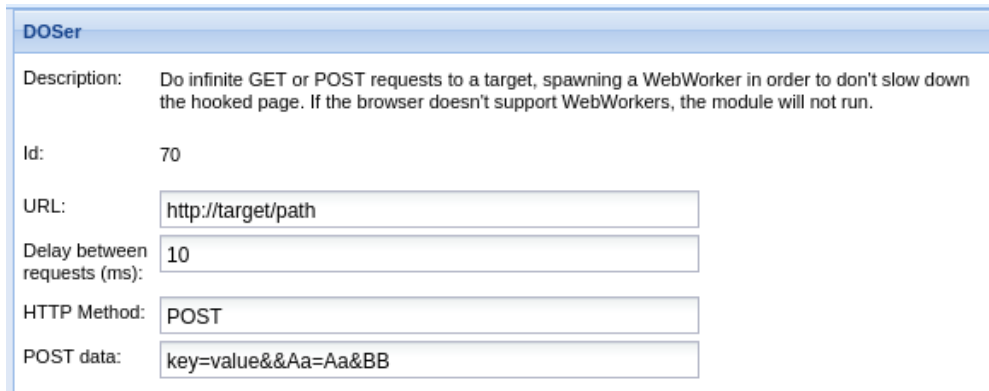 DOSer
Description: Do infinite GET or POST requests to a target, spawning a WebWorker in order to don't slow down
the hooked page. If the browser doesn't support WebWorkers, the module will not run.
Id: 70
URL: http://target/path
Delay between
requests (ms): 10
HTTP Method: POST
POST data: key=value&&Aa=Aa&BB